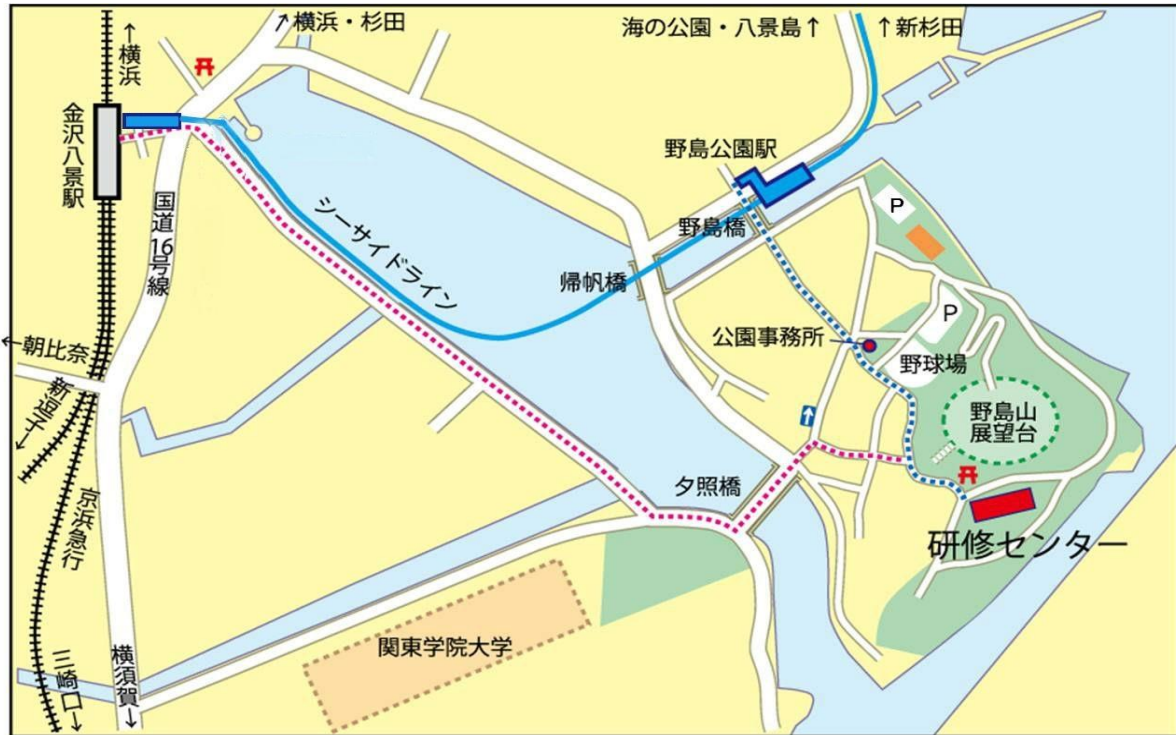 ↗横浜・杉田
海の公園・八景島↑
↑新杉田
←横浜
金沢八景駅
野島公園駅
P
国道16号線
シーサイドライン
野島橋
帰帆橋
P
公園事務所
野球場
←朝比奈
新逗子→
野島山
展望台
夕照橋
京浜急行
研修センター
関東学院大学
三崎口→
横須賀→